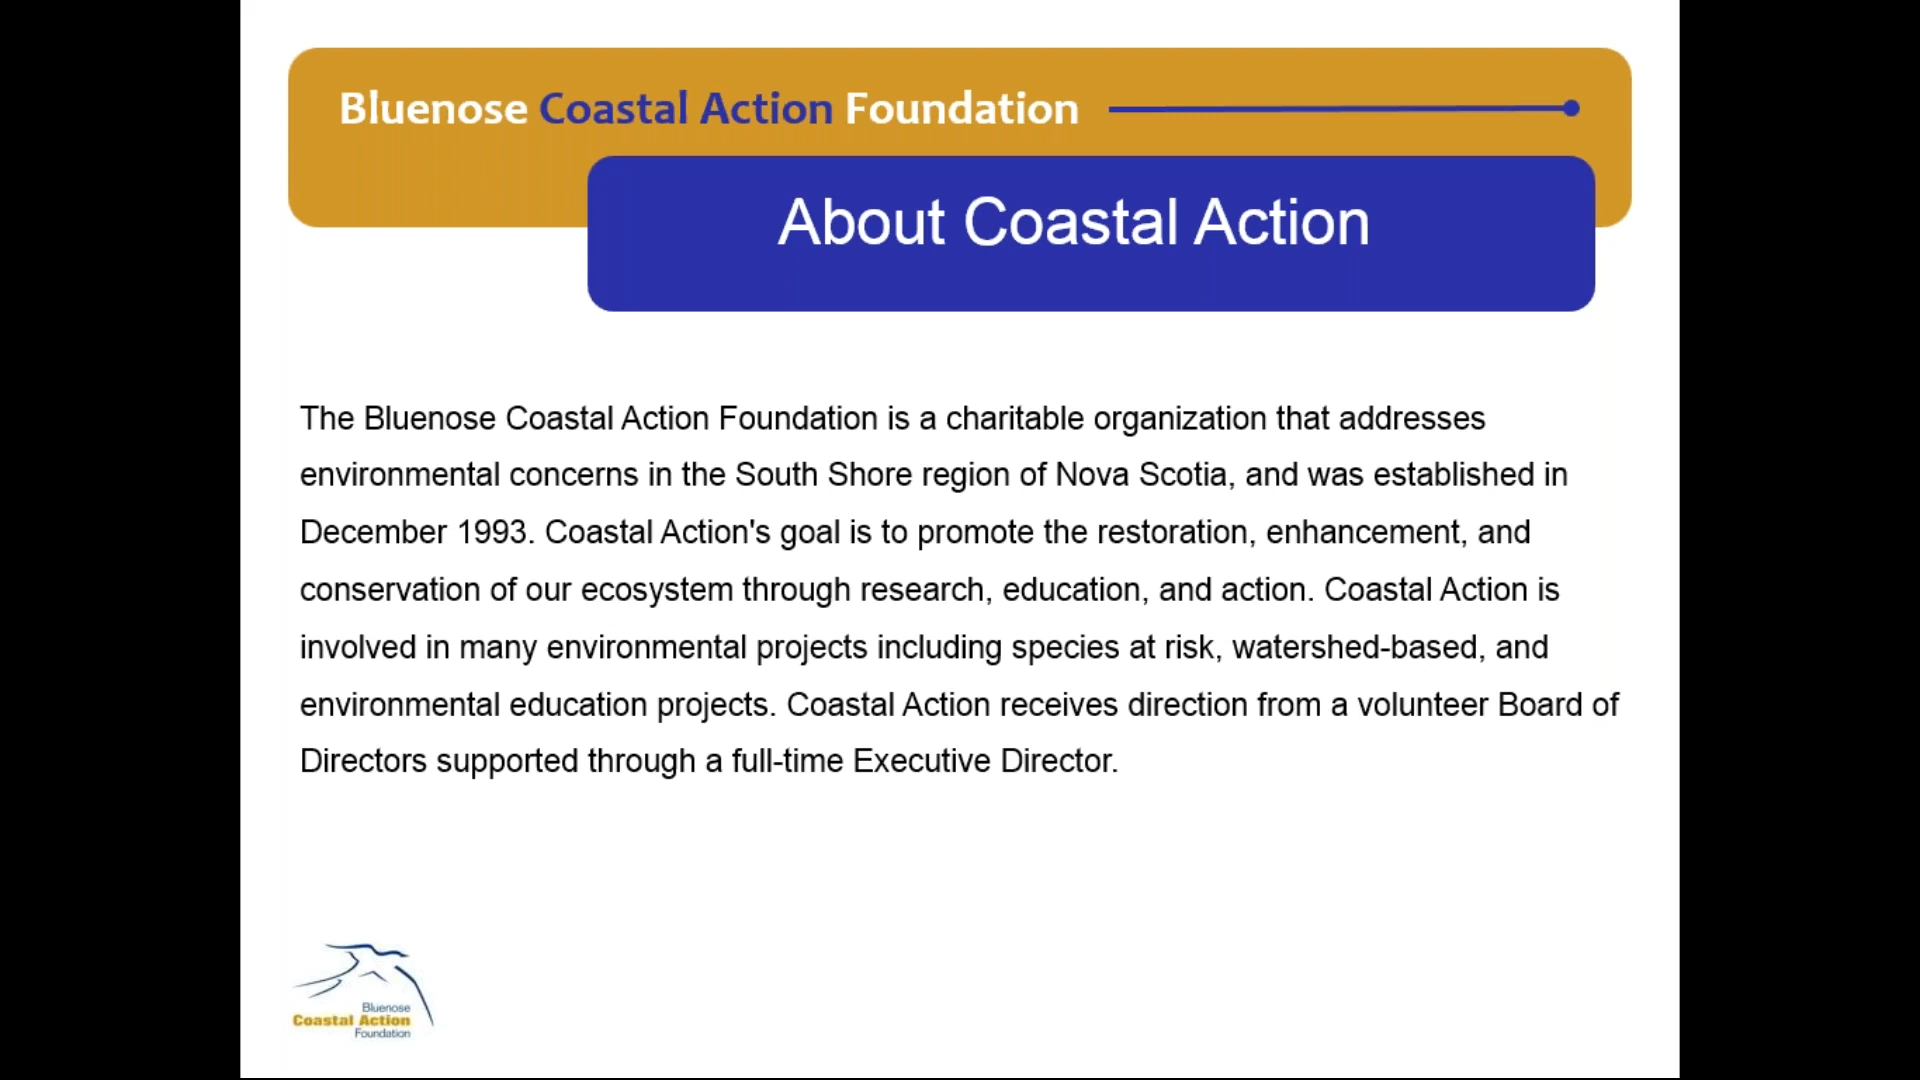 Bluenose Coastal Action Foundation
About Coastal Action
The Bluenose Coastal Action Foundation is a charitable organization that addresses
environmental concerns in the South Shore region of Nova Scotia, and was established in
December 1993. Coastal Action's goal is to promote the restoration, enhancement, and
conservation of our ecosystem through research, education, and action. Coastal Action is
involved in many environmental projects including species at risk, watershed-based, and
environmental education projects. Coastal Action receives direction from a volunteer Board of
Directors supported through a full-time Executive Director.
Bluenose
Coastal Action
Foundation